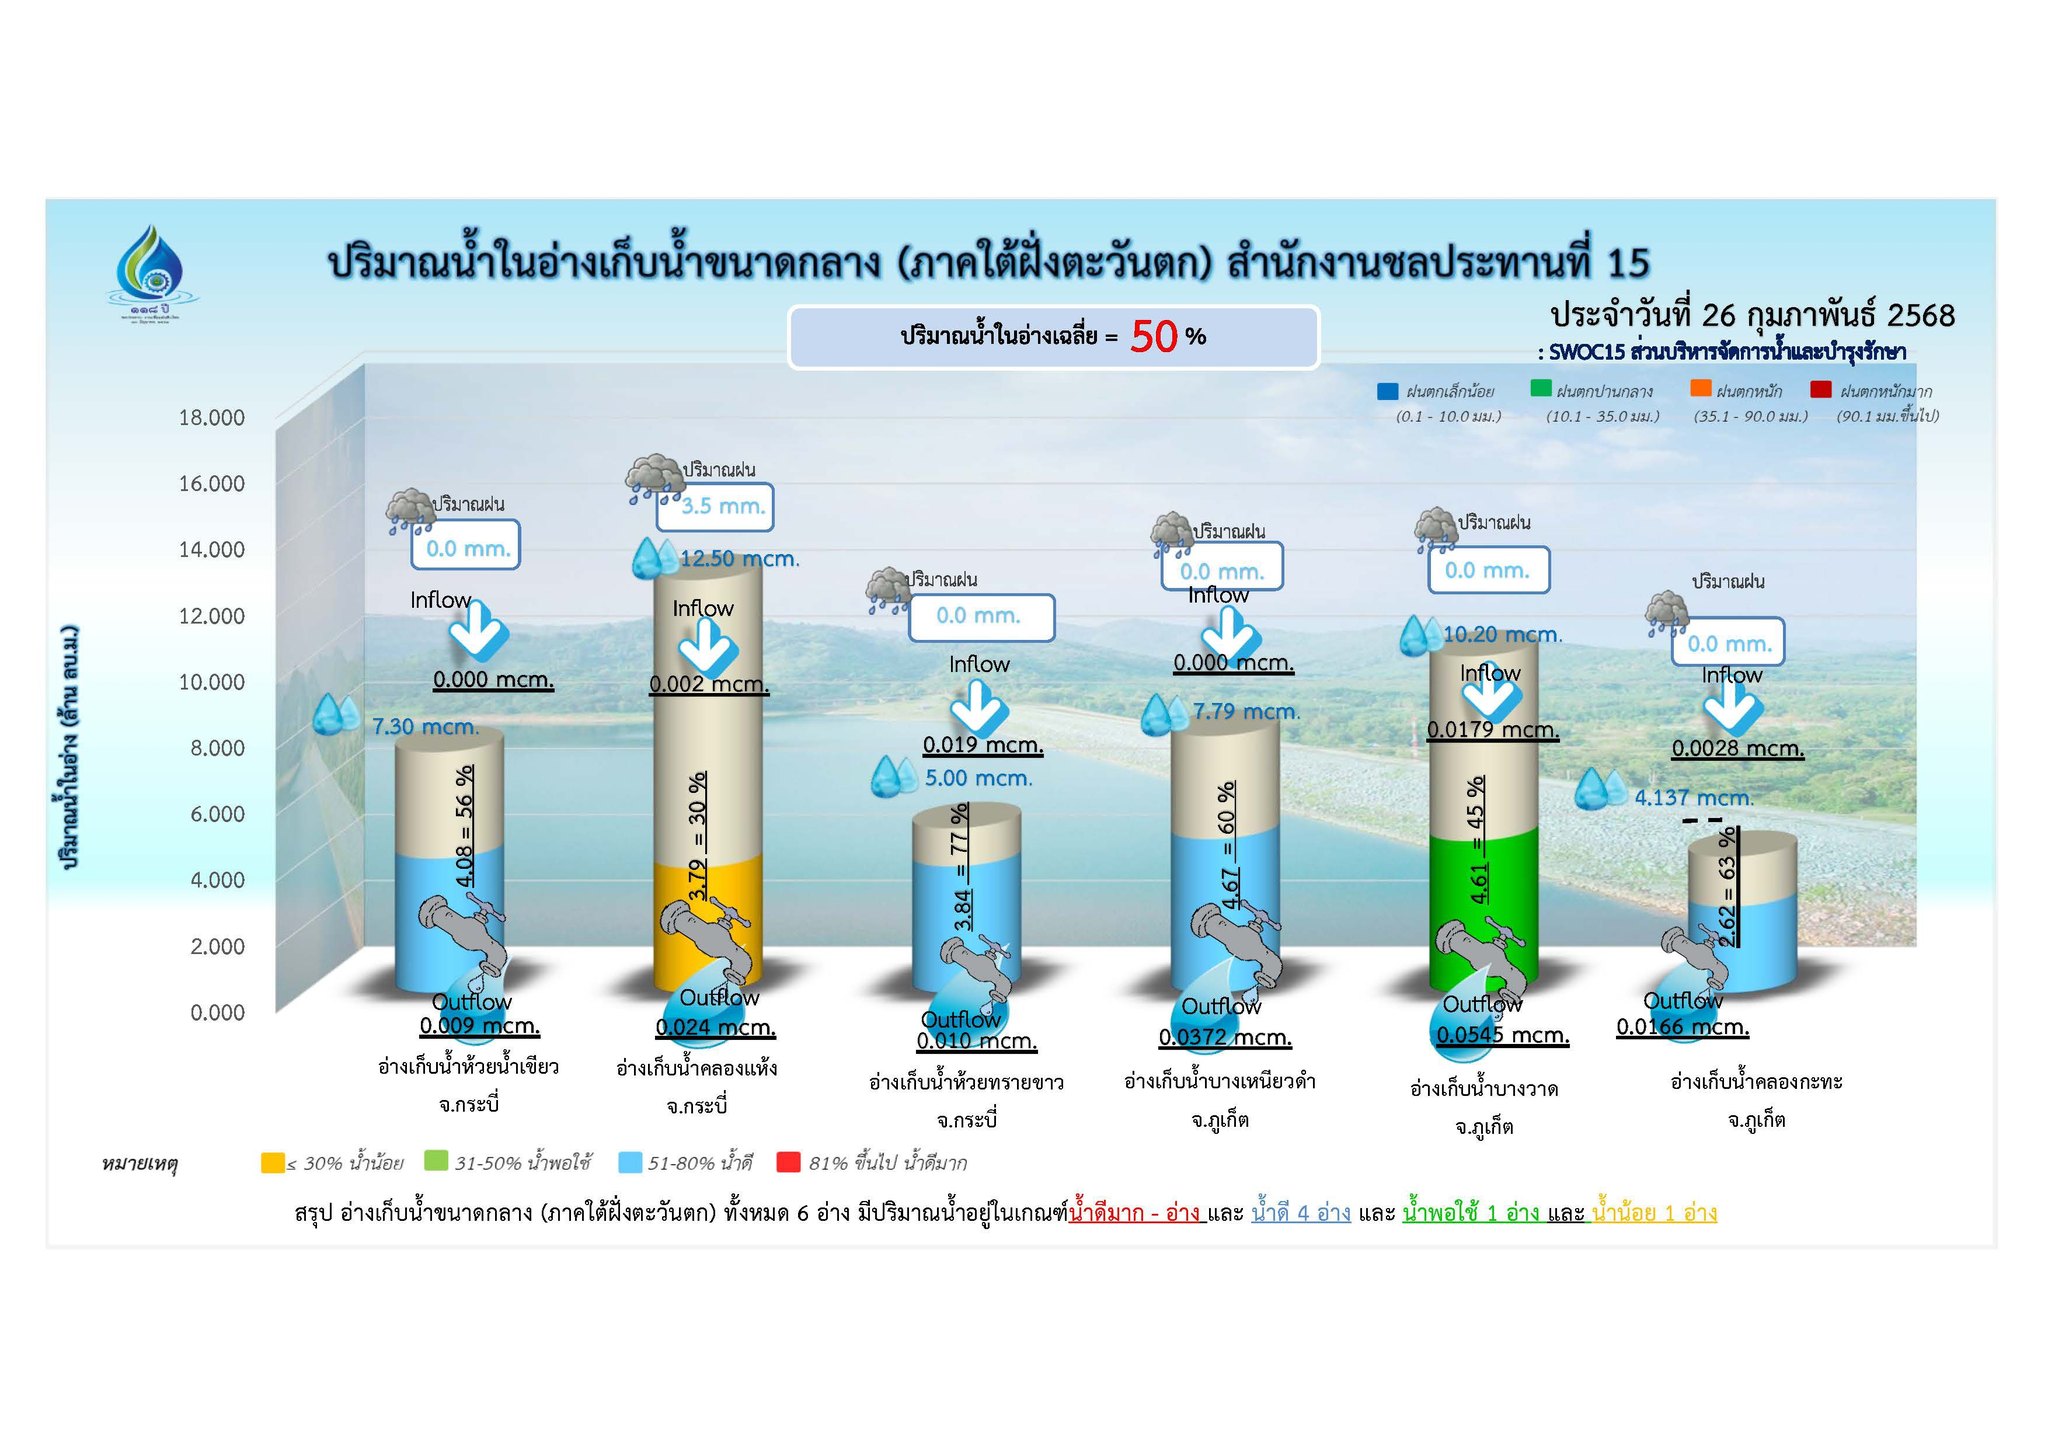 ปริมาณน้ำในอ่างเก็บน้ำขนาดกลาง (ภาคใต้ฝั่งตะวันตก) สำนักงานชลประทานที่ 15
๑๑๘ ปี
ปริมาณน้ำในอ่างเฉลี่ย = 50 %
ประจำวันที่ 26 กุมภาพันธ์ 2568
: SWOC15 ส่วนบริหารจัดการน้ำและบำรุงรักษา
ฝนตกเล็กน้อย
(0.1 - 10.0 มม.)
ฝนตกปานกลาง
(10.1 - 35.0 มม.)
ฝนตกหนัก
(35.1 - 90.0 มม.)
ฝนตกหนักมาก
(90.1 มม.ขึ้นไป)
ปริมาณน้ำในอ่าง (ล้าน ลบ.ม.)
18.000
16.000
14.000
12.000
10.000
8.000
6.000
4.000
2.000
0.000
ปริมาณฝน
0.0 mm.
Inflow
0.000 mcm.
7.30 mcm.
4.08 = 56 %
Outflow
0.009 mcm.
อ่างเก็บน้ำห้วยน้ำเขียว
จ.กระบี่
ปริมาณฝน
3.5 mm.
12.50 mcm.
Inflow
0.002 mcm.
3.79 = 30 %
Outflow
0.024 mcm.
อ่างเก็บน้ำคลองแห้ง
จ.กระบี่
ปริมาณฝน
0.0 mm.
Inflow
0.019 mcm.
5.00 mcm.
3.84 = 77 %
Outflow
0.010 mcm.
อ่างเก็บน้ำห้วยทรายขาว
จ.กระบี่
ปริมาณฝน
0.0 mm.
Inflow
0.000 mcm.
7.79 mcm.
4.67 = 60 %
Outflow
0.0372 mcm.
อ่างเก็บน้ำบางเหนียวดำ
จ.ภูเก็ต
ปริมาณฝน
0.0 mm.
10.20 mcm.
Inflow
0.0179 mcm.
4.61 = 45 %
Outflow
0.0545 mcm.
อ่างเก็บน้ำบางวาด
จ.ภูเก็ต
ปริมาณฝน
0.0 mm.
Inflow
0.0028 mcm.
4.137 mcm.
2.62 = 63 %
Outflow
0.0166 mcm.
อ่างเก็บน้ำคลองกะทะ
จ.ภูเก็ต
หมายเหตุ ≤ 30% น้ำน้อย 31-50% น้ำพอใช้ 51-80% น้ำดี 81% ขึ้นไป น้ำดีมาก
สรุป อ่างเก็บน้ำขนาดกลาง (ภาคใต้ฝั่งตะวันตก) ทั้งหมด 6 อ่าง มีปริมาณน้ำอยู่ในเกณฑ์น้ำดีมาก - อ่าง และ น้ำดี 4 อ่าง และ น้ำพอใช้ 1 อ่าง และ น้ำน้อย 1 อ่าง